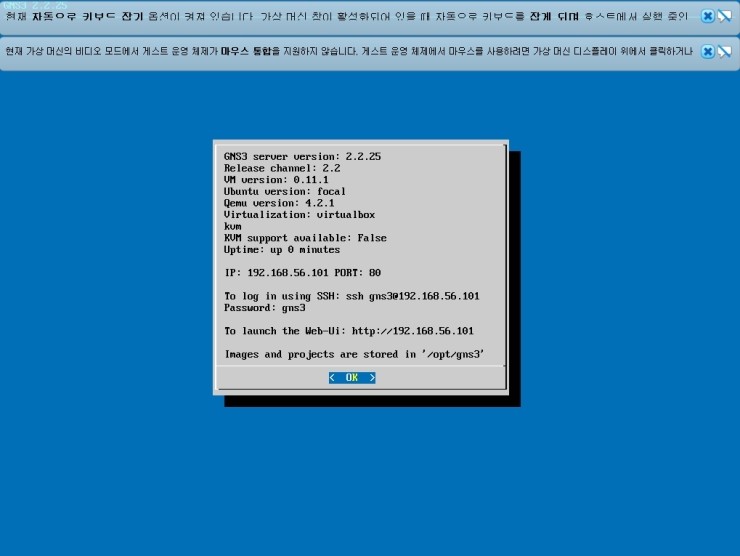 GNS3 2.2.25
현재 자동으로 키보드 잡기 옵션이 켜져 있습니다. 가상 머신 창이 활성화되어 있을 때 자동으로 키보드를 잡게 되며 호스트에서 실행 중인
현재 가상 머신의 비디오 모드에서 게스트 운영 체제가 마우스 통합을 지원하지 않습니다. 게스트 운영 체제에서 마우스를 사용하려면 가상 머신 디스플레이 위에서 클릭하거나
GNS3 server version: 2.2.25
Release channel: 2.2
VM version: 0.11.1
Ubuntu version: focal
Qemu version: 4.2.1
Virtualization: virtualbox
kvm
KVM support available: False
Uptime: up 0 minutes
IP: 192.168.56.101 PORT: 80
To log in using SSH: ssh gns3@192.168.56.101
Password: gns3
To launch the Web-Ui: http://192.168.56.101
Images and projects are stored in '/opt/gns3'
< OK >